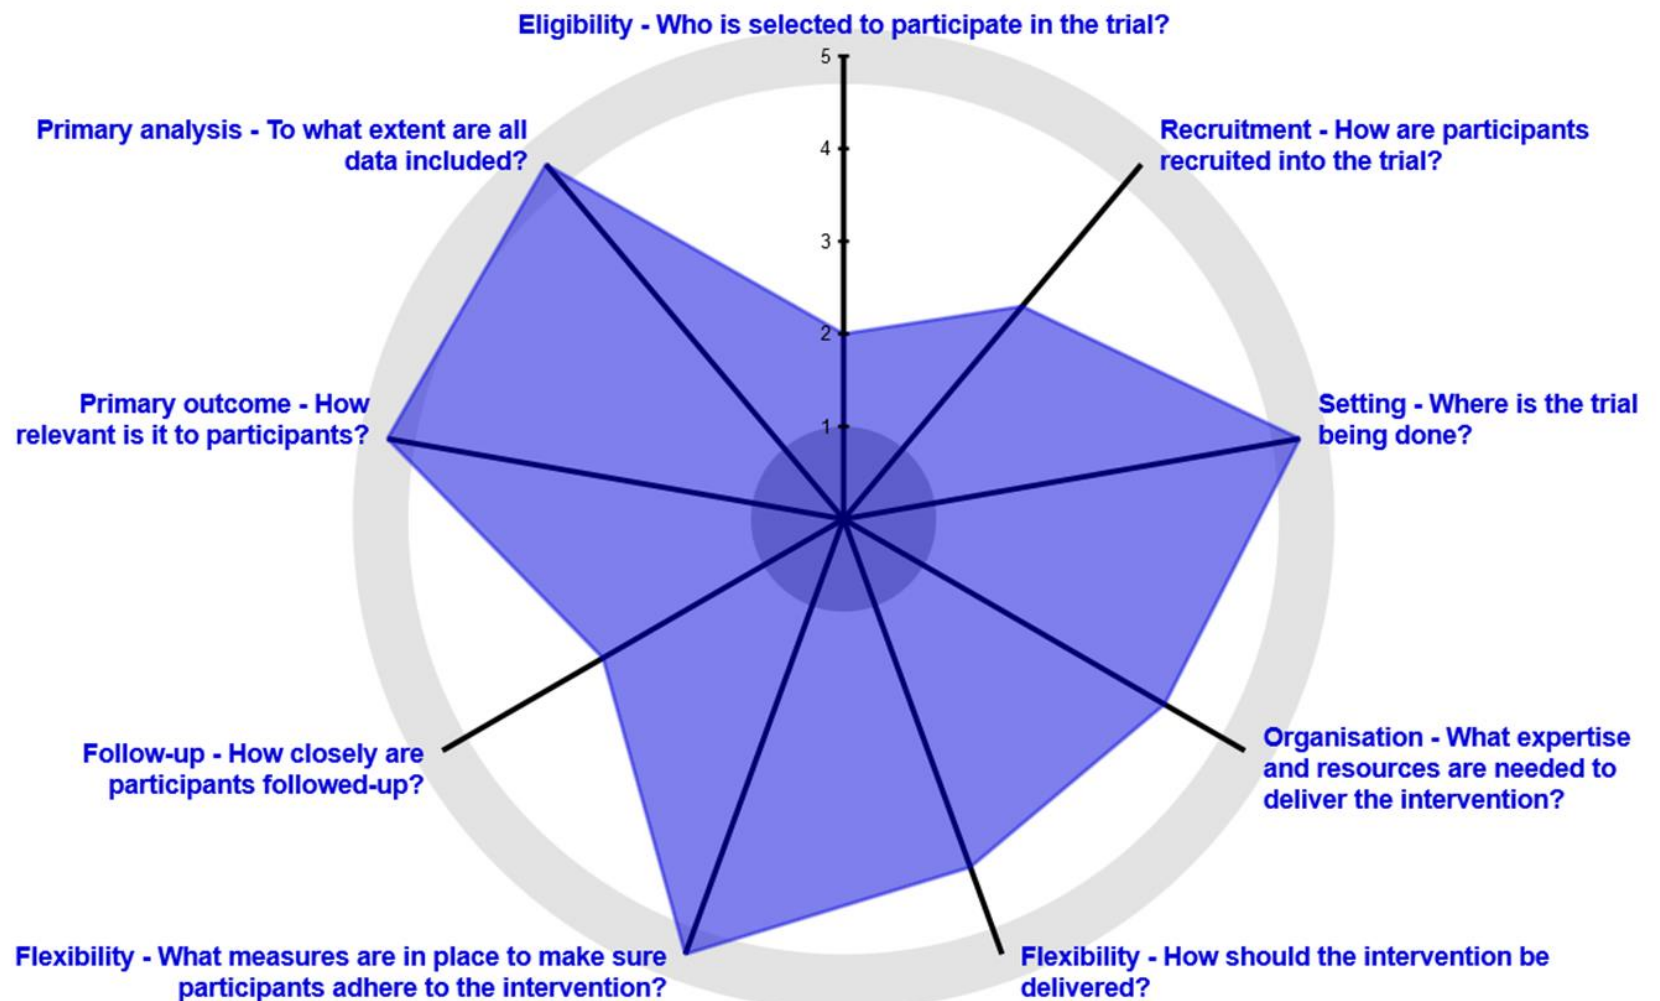 Eligibility - Who is selected to participate in the trial?
5
4
3
2
1
Recruitment - How are participants
recruited into the trial?
Setting - Where is the trial
being done?
Organisation - What expertise
and resources are needed to
deliver the intervention?
Flexibility - How should the intervention be
delivered?
Flexibility - What measures are in place to make sure
participants adhere to the intervention?
Follow-up - How closely are
participants followed-up?
Primary outcome - How
relevant is it to participants?
Primary analysis - To what extent are all
data included?